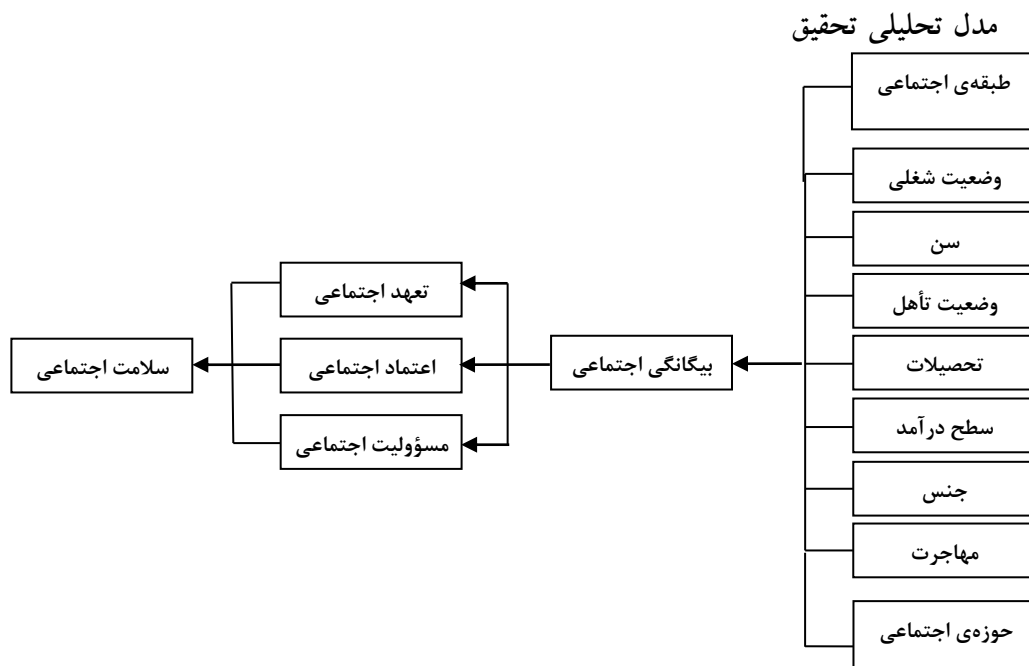 مدل تحلیلی تحقیق
طبقه‌ی اجتماعی
وضعیت شغلی
سن
وضعیت تأهل
تحصیلات
سطح درآمد
جنس
مهاجرت
حوزه‌ی اجتماعی
بیگانگی اجتماعی
تعهد اجتماعی
اعتماد اجتماعی
مسؤولیت اجتماعی
سلامت اجتماعی